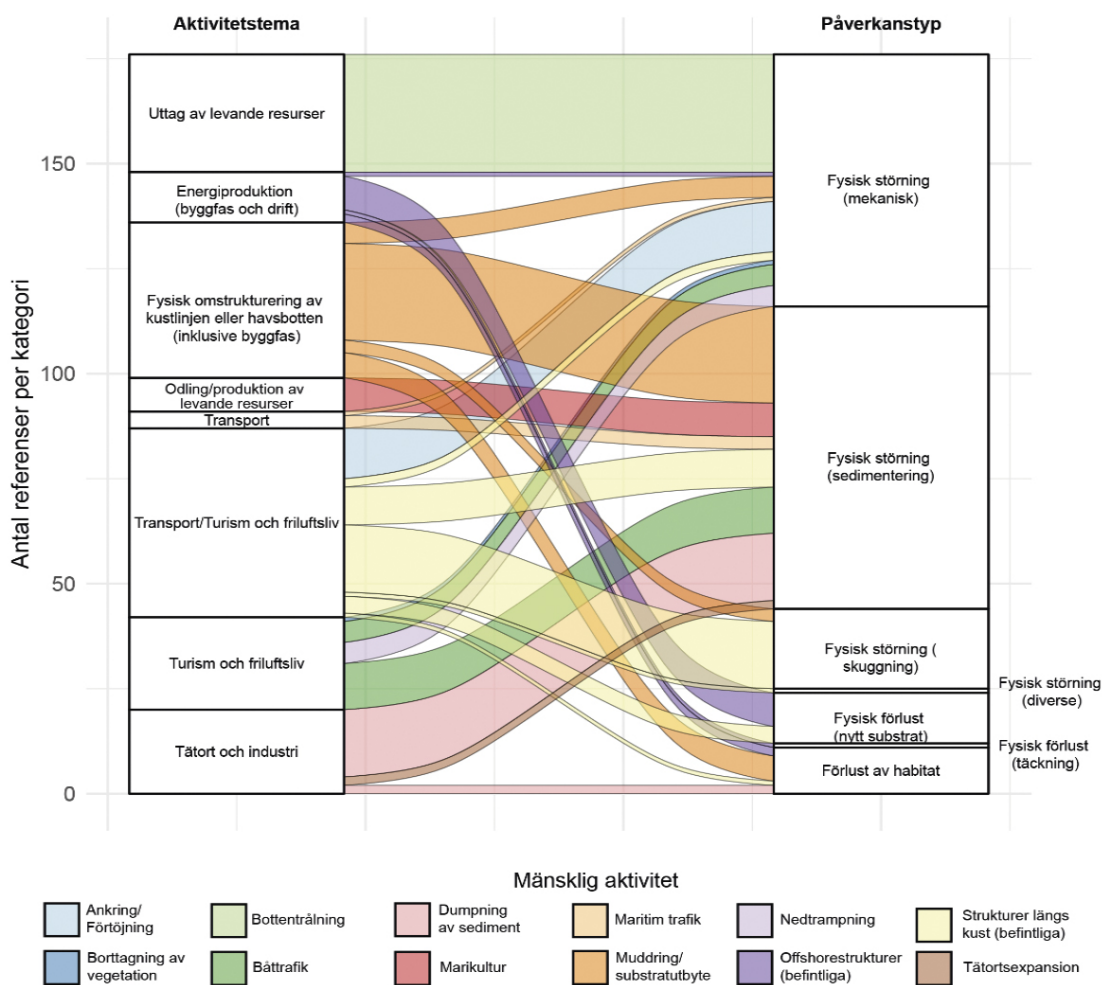 Aktivitetstema
Påverkanstyp
Antal referenser per kategori
150
100
50
0
Uttag av levande resurser
Energiproduktion
(byggfas och drift)
Fysisk omstrukturering av
kustlinjen eller havsbotten
(inklusive byggfas)
Odling/produktion av
levande resurser
Transport
Transport/Turism och friluftsliv
Turism och friluftsliv
Tätort och industri
Fysisk störning
(mekanisk)
Fysisk störning
(sedimentering)
Fysisk störning (
skuggning)
Fysisk störning
(diverse)
Fysisk förlust
(nytt substrat)
Fysisk förlust
(täckning)
Förlust av habitat
Mänsklig aktivitet
Ankring/
Förtöjning
Bottentrålning
Dumpning
av sediment
Maritim trafik
Nedtrampning
Strukturer längs
kust (befintliga)
Borttagning av
vegetation
Båttrafik
Marikultur
Muddring/
substratutbyte
Offshorestrukturer
(befintliga)
Tätortsexpansion